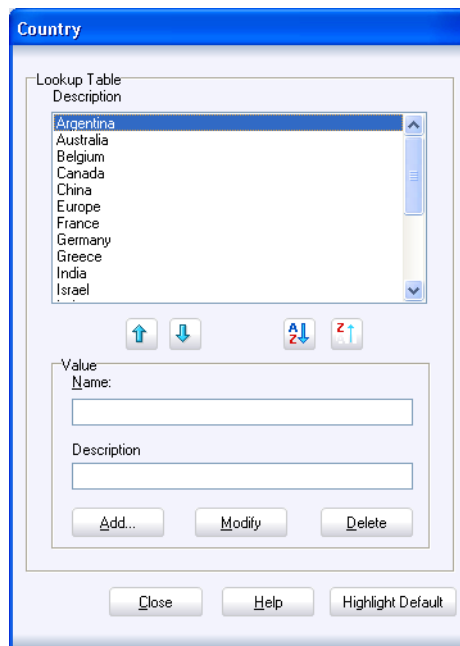 Country
Lookup Table
Description
Argentina
Australia
Belgium
Canada
China
Europe
France
Germany
Greece
India
Israel
A
Z
Z
Value
Name:
Description
Add...
Modify
Delete
Close
Help
Highlight Default